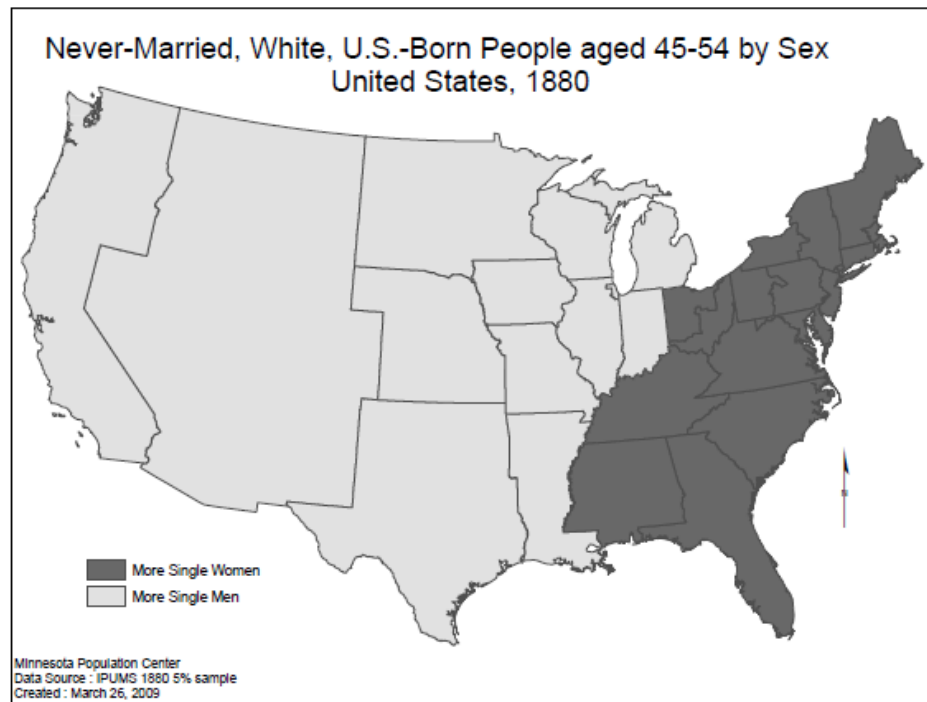 Never-Married, White, U.S.-Born People aged 45-54 by Sex
United States, 1880
More Single Women
More Single Men
Minnesota Population Center
Data Source : IPUMS 1880 5% sample
Created : March 26, 2009